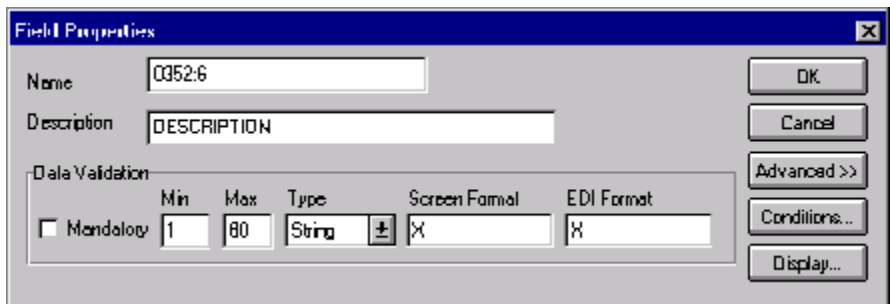 Field Properties
Name 0352:6
Description DESCRIPTION
Data Validation
Min Max Type Screen Format EDI Format
Mandatory 1 80 String X X
OK
Cancel
Advanced >>
Conditions...
Display...